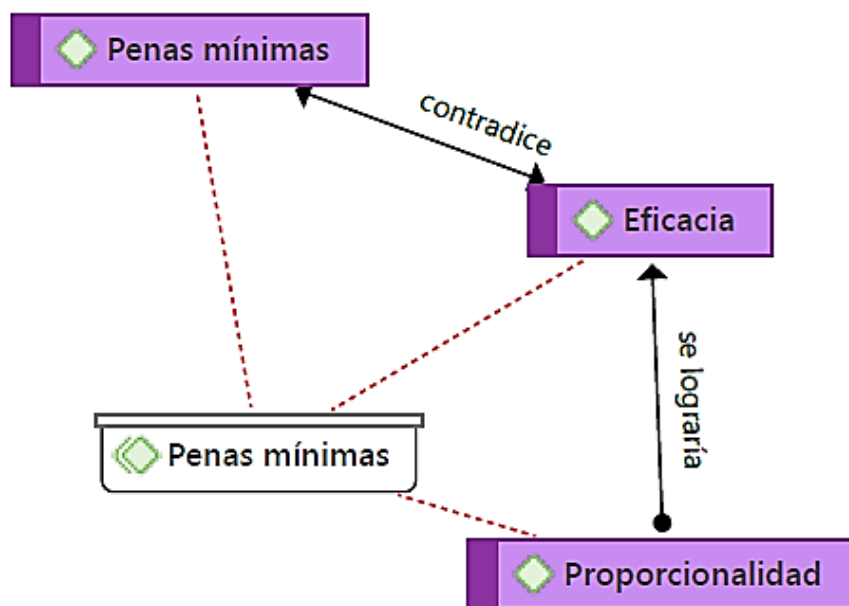 Penas mínimas
contradice
Eficacia
se lograría
Penas mínimas
Proporcionalidad